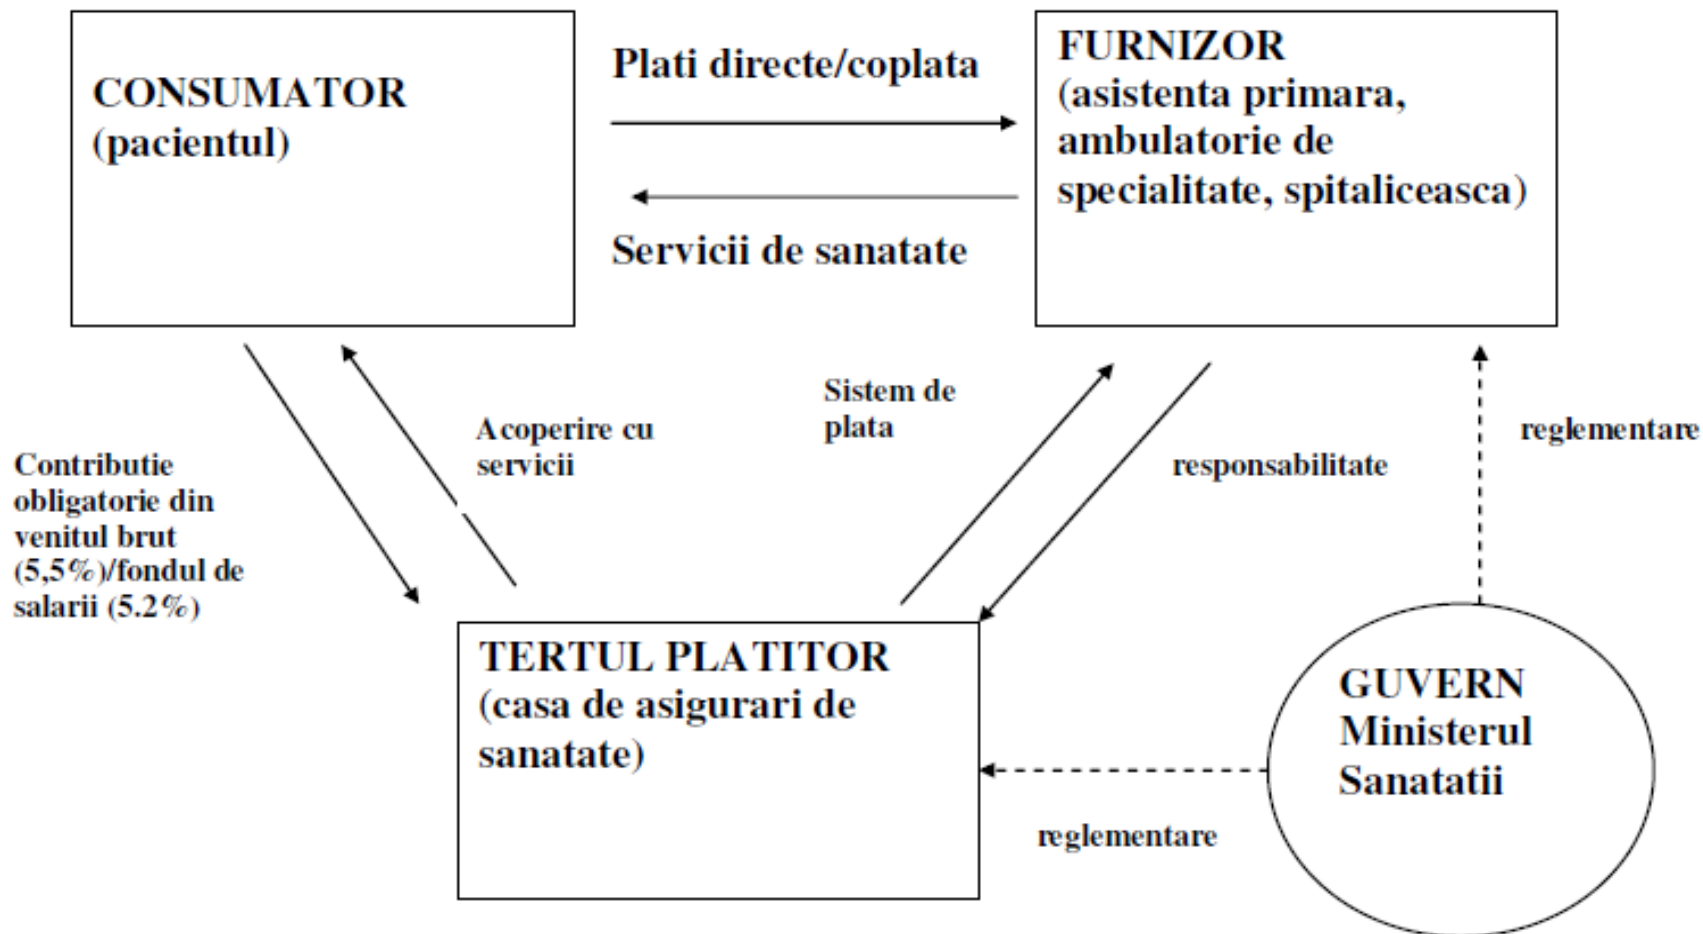 CONSUMATOR
(pacientul)
Plati directe/coplata
Servicii de sanatate
FURNIZOR
(asistenta primara,
ambulatorie de
specialitate, spitaliceasca)
Contributie
obligatorie din
venitul brut
(5,5%)/fondul de
salarii (5.2%)
Acoperire cu
servicii
Sistem de
plata
responsabilitate
reglementare
TERTUL PLATITOR
(casa de asigurari de
sanatate)
reglementare
GUVERN
Ministerul
Sanatatii